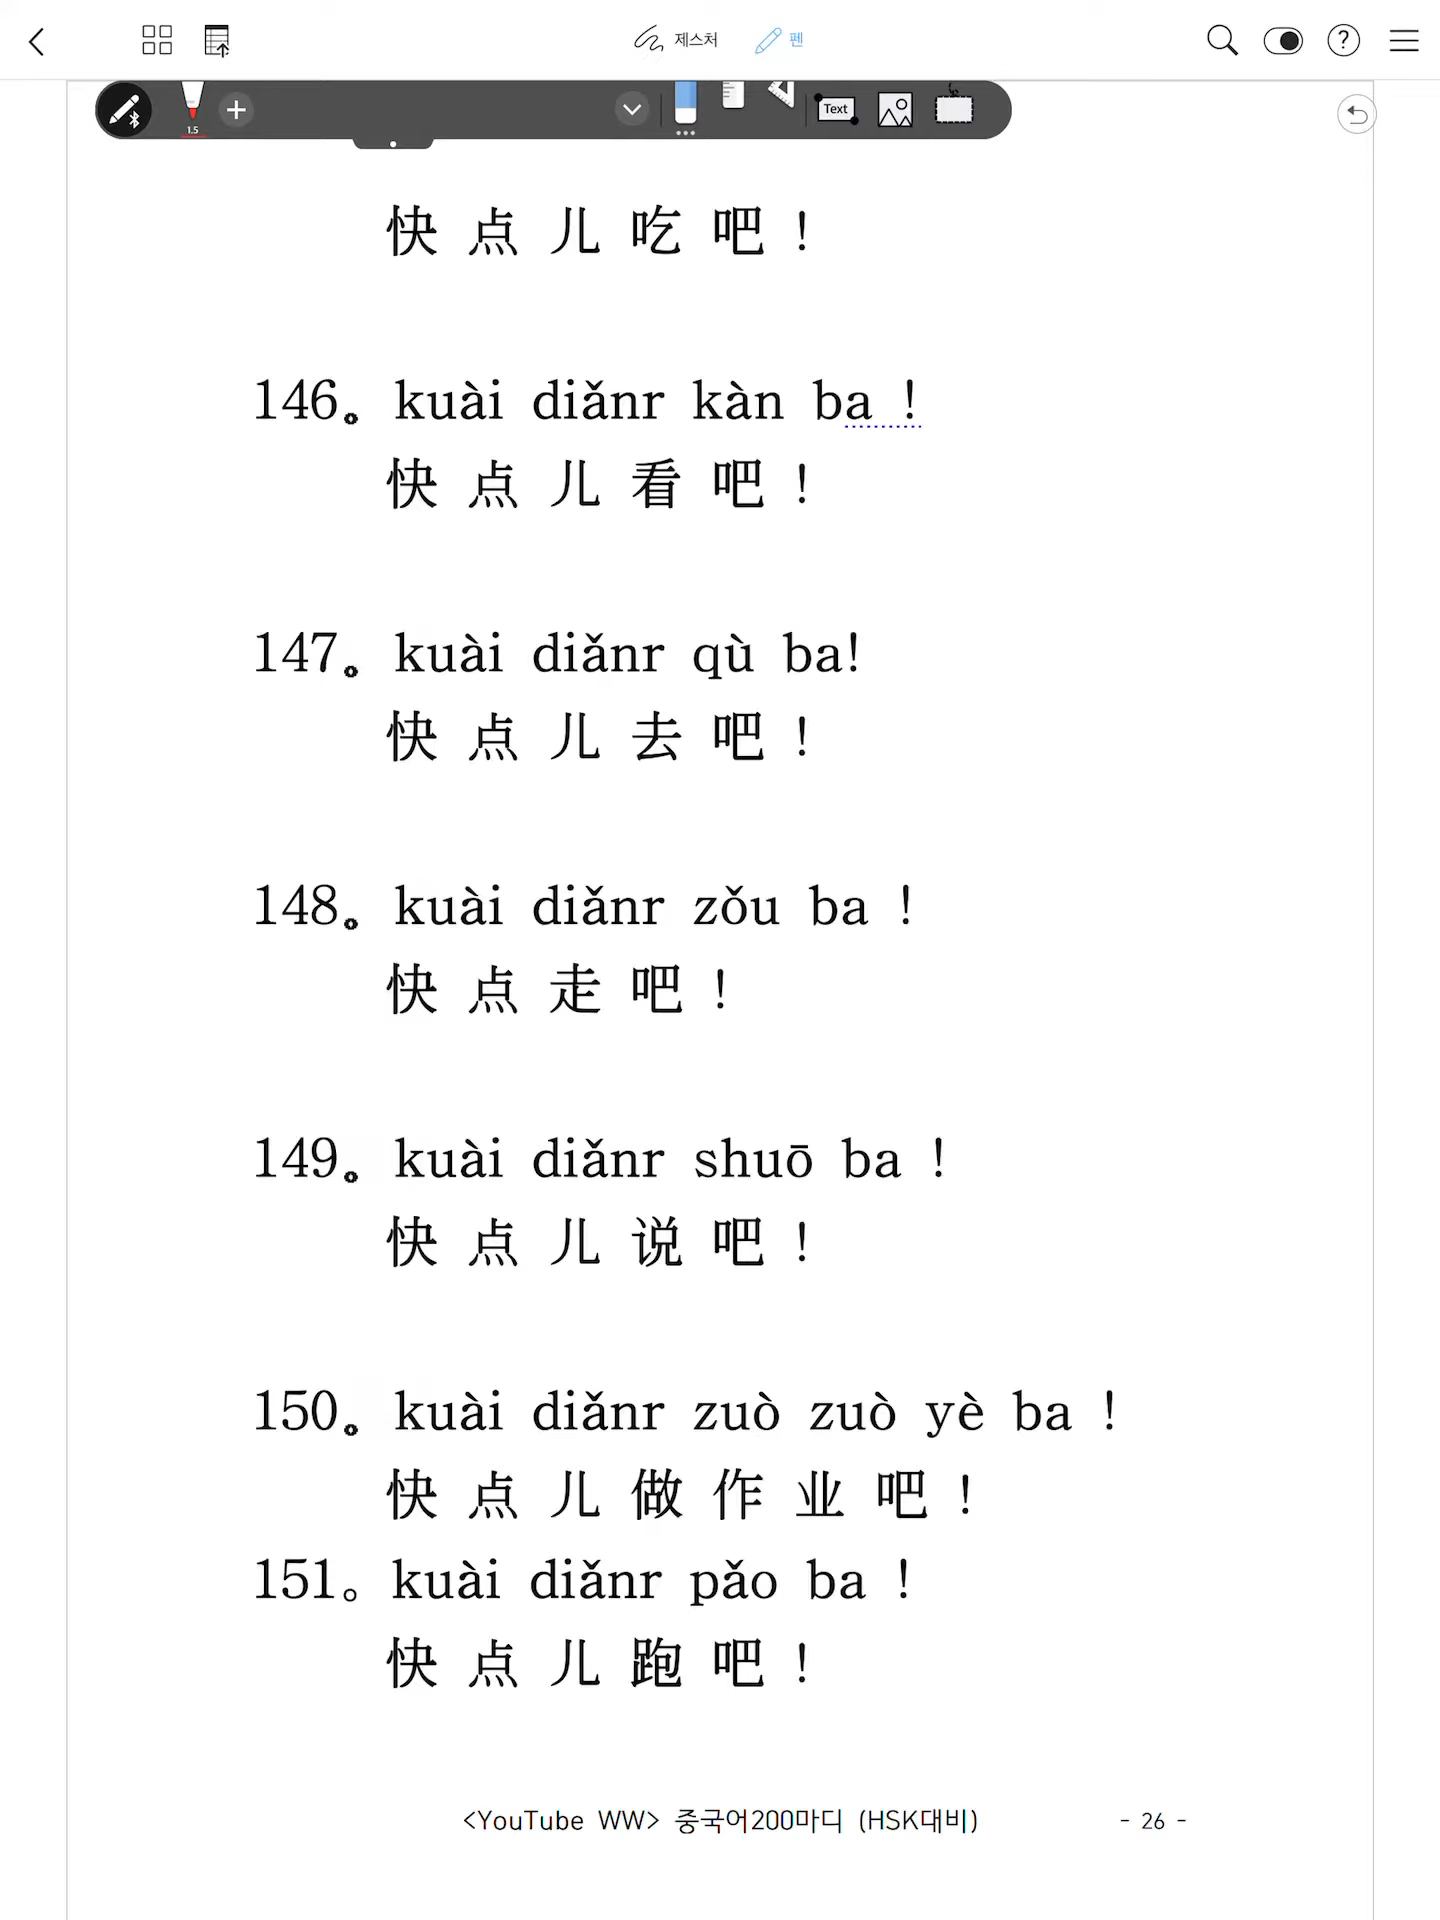 제스처 펜
1.5 Text
快 点 儿 吃 吧 !
146。 kuài diǎnr kàn ba !
快 点 儿 看 吧 !
147。 kuài diǎnr qù ba!
快 点 儿 去 吧 !
148。 kuài diǎnr zǒu ba !
快 点 走 吧 !
149。 kuài diǎnr shuō ba !
快 点 儿 说 吧 !
150。 kuài diǎnr zuò zuò yè ba !
快 点 儿 做 作 业 吧 !
151。 kuài diǎnr pǎo ba !
快 点 儿 跑 吧 !
<YouTube WW> 중국어200마디 (HSK대비) - 26 -